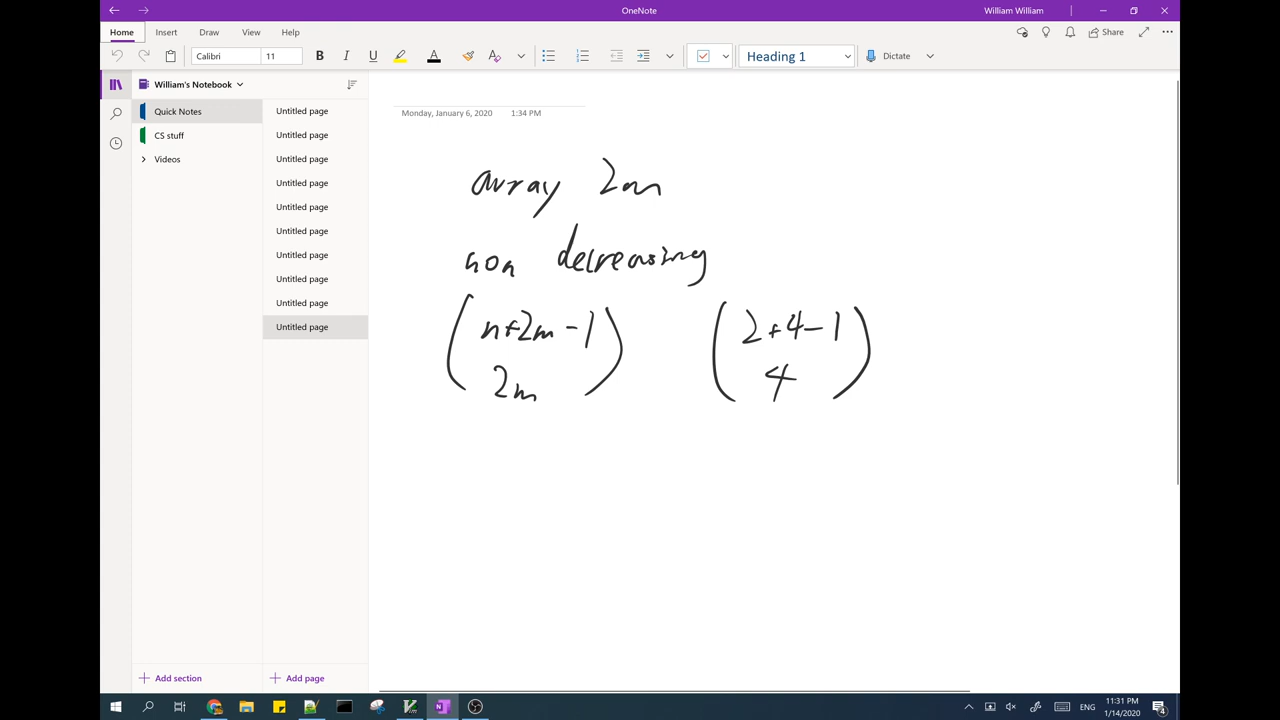 OneNote
William William
Home Insert Draw View Help
Share
Calibri 11 B I U A Heading 1 Dictate
William's Notebook
Quick Notes
CS stuff
Videos
Untitled page
Untitled page
Untitled page
Untitled page
Untitled page
Untitled page
Untitled page
Untitled page
Untitled page
Untitled page
Monday, January 6, 2020 1:34 PM
array 2m
non decreasing
(n+2m-1) (2+4-1)
2m 4
Add section
Add page
ENG
11:31 PM
1/14/2020
4